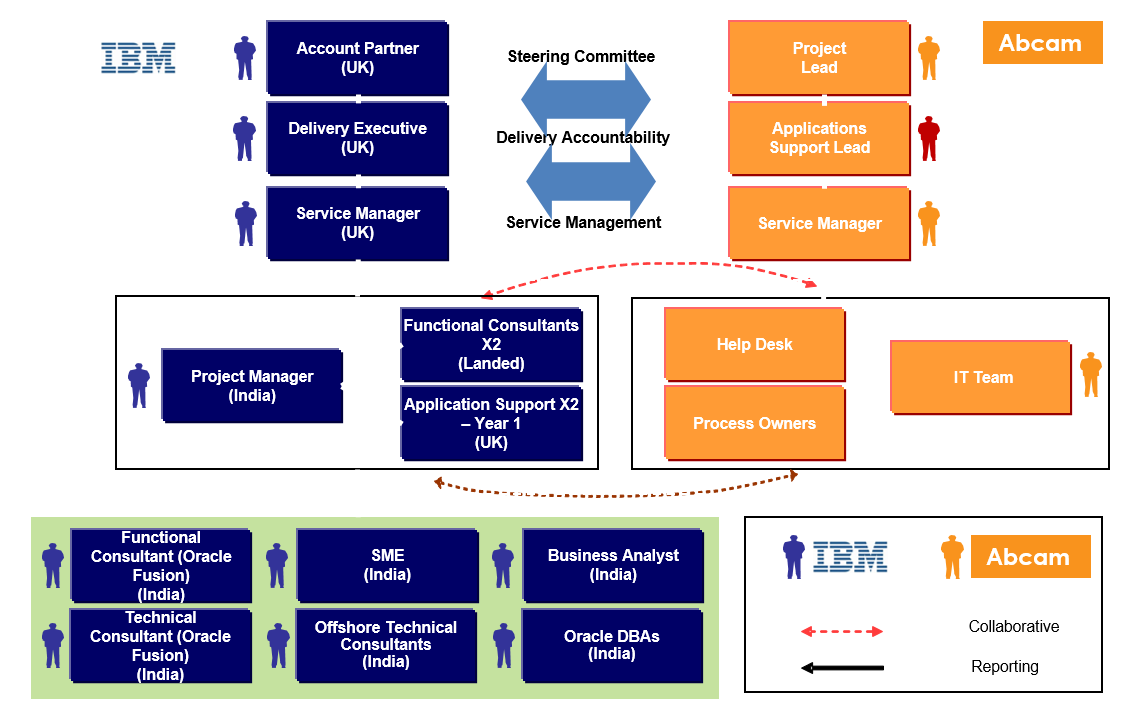 IBM
Account Partner
(UK)
Steering Committee
Project
Lead
Abcam
Delivery Executive
(UK)
Delivery Accountability
Applications
Support Lead
Service Manager
(UK)
Service Management
Service Manager
Project Manager
(India)
Functional Consultants
X2
(Landed)
Application Support X2
– Year 1
(UK)
Help Desk
Process Owners
IT Team
Functional
Consultant (Oracle
Fusion)
(India)
SME
(India)
Business Analyst
(India)
Technical
Consultant (Oracle
Fusion)
(India)
Offshore Technical
Consultants
(India)
Oracle DBAs
(India)
IBM
Abcam
Collaborative
Reporting